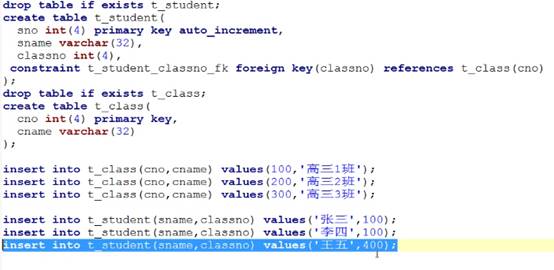 drop table if exists t_student;
create table t_student(
sno int(4) primary key auto_increment,
sname varchar(32),
classno int(4),
constraint t_student_classno_fk foreign key(classno) references t_class(cno)
);
drop table if exists t_class;
create table t_class(
cno int(4) primary key,
cname varchar(32)
);
insert into t_class(cno,cname) values(100,'高三1班');
insert into t_class(cno,cname) values(200,'高三2班');
insert into t_class(cno,cname) values(300,'高三3班');
insert into t_student(sname,classno) values('张三',100);
insert into t_student(sname,classno) values('李四',100);
insert into t_student(sname,classno) values('王五',400);